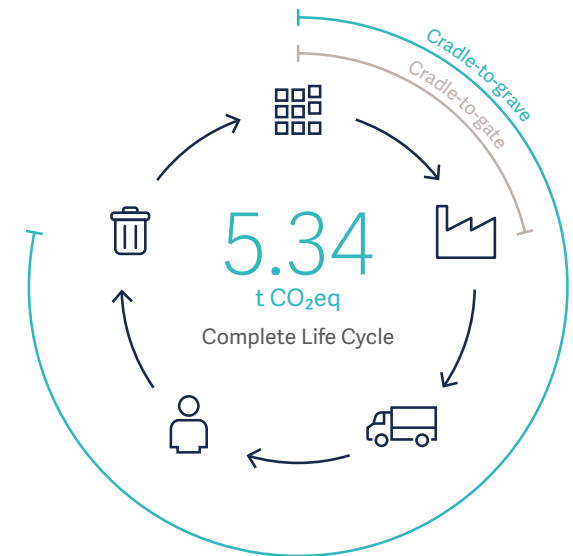 Cradle-to-grave
Cradle-to-gate
5.34
t CO₂eq
Complete Life Cycle